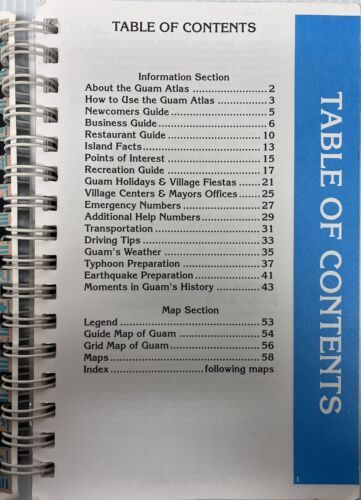 TABLE OF CONTENTS
Information Section
About the Guam Atlas .................... 2
How to Use the Guam Atlas ............. 3
Newcomers Guide .......................... 5
Business Guide .............................. 6
Restaurant Guide .......................... 10
Island Facts .................................. 13
Points of Interest .......................... 15
Recreation Guide .......................... 17
Guam Holidays & Village Fiestas ...... 21
Village Centers & Mayors Offices ..... 25
Emergency Numbers ...................... 27
Additional Help Numbers ................ 29
Transportation .............................. 31
Driving Tips .................................. 33
Guam's Weather ............................ 35
Typhoon Preparation ...................... 37
Earthquake Preparation .................. 41
Moments in Guam's History ............ 43
Map Section
Legend ........................................ 53
Guide Map of Guam ...................... 54
Grid Map of Guam ........................ 56
Maps ........................................... 58
Index ........................ following maps
TABLE OF CONTENTS
1